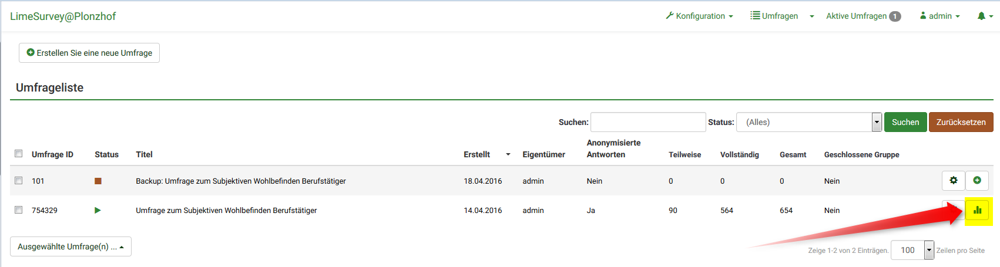 LimeSurvey@Plonzhof Konfiguration Umfragen Aktive Umfragen 1 admin
Erstellen Sie eine neue Umfrage
Umfrageliste
Suchen: Status: (Alles) Suchen Zurücksetzen
Umfrage ID Status Titel Erstellt Eigentümer Anonymisierte Antworten Teilweise Vollständig Gesamt Geschlossene Gruppe
101 Backup: Umfrage zum Subjektiven Wohlbefinden Berufstätiger 18.04.2016 admin Nein 0 0 0 Nein
754329 Umfrage zum Subjektiven Wohlbefinden Berufstätiger 14.04.2016 admin Ja 90 564 654 Nein
Ausgewählte Umfrage(n) ... Zeige 1-2 von 2 Einträgen. 100 Zeilen pro Seite